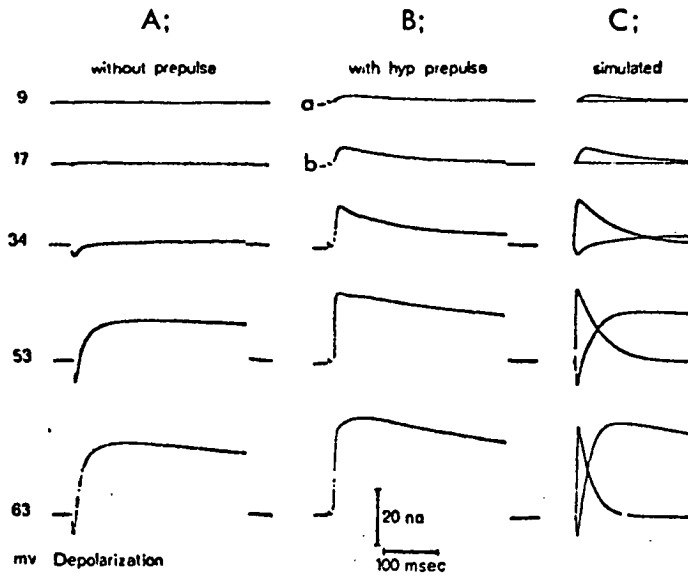 A; B; C;
without prepulse with hyp prepulse simulated
9 a
17 b
34
53
63
20 na
100 msec
mv Depolarization